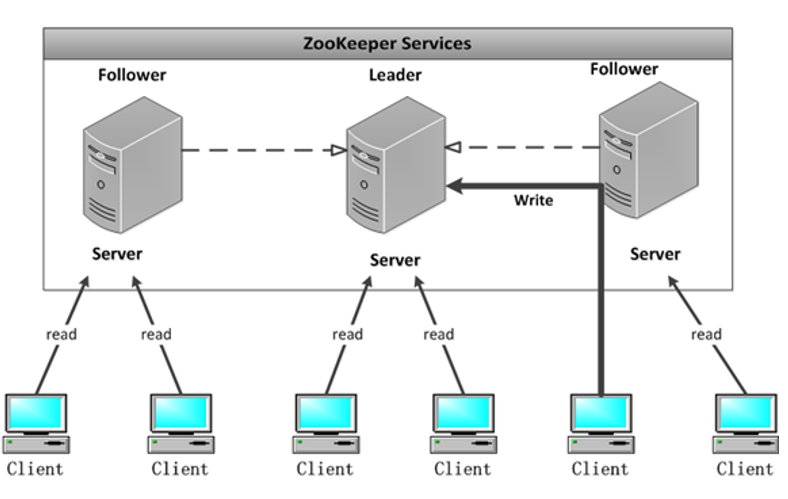 ZooKeeper Services
Follower
Leader
Follower
Write
Server
Server
Server
read
read
read
read
read
Client
Client
Client
Client
Client
Client